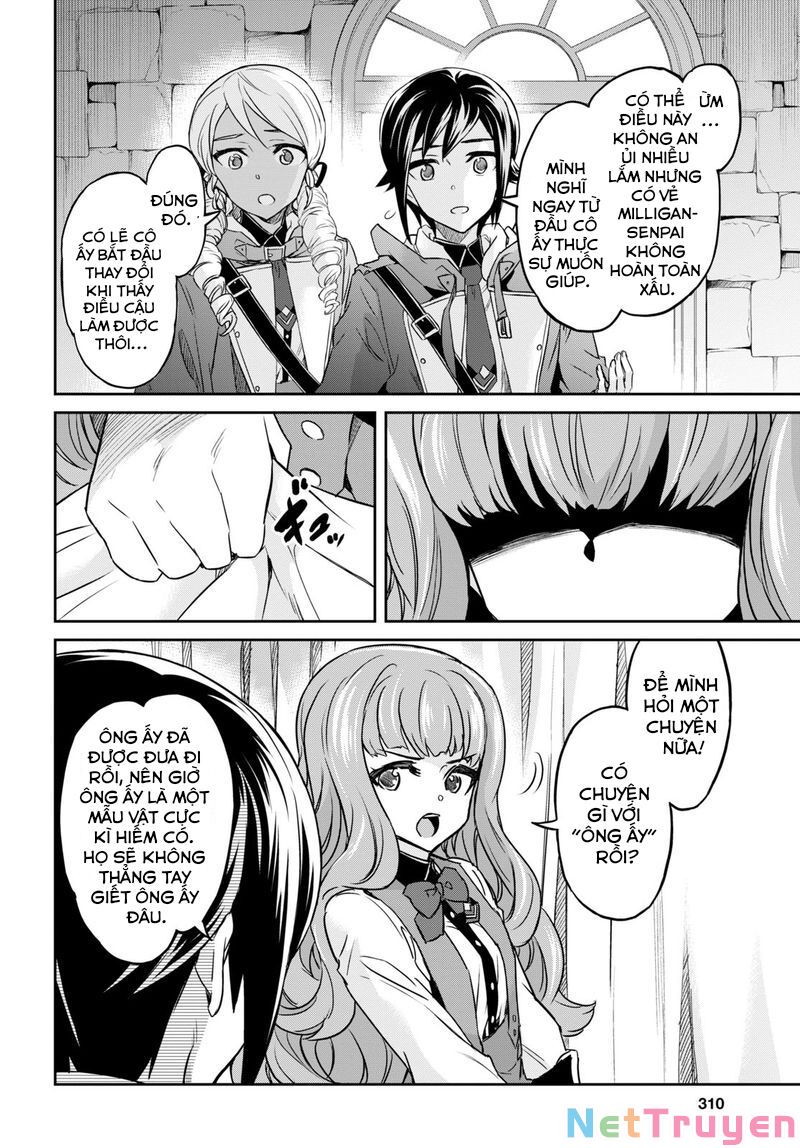 ỪM
...
CÓ THỂ
ĐIỀU NÀY
KHÔNG AN
ỦI NHIỀU
LẮM NHƯNG
CÓ VẺ
MILLIGAN-
SENPAI
KHÔNG
HOÀN TOÀN
XẤU.
MÌNH
NGHĨ
NGAY TỪ
ĐẦU CÔ
ẤY THỰC
SỰ MUỐN
GIÚP.
ĐÚNG
ĐÓ.
CÓ LẼ CÔ
ẤY BẮT ĐẦU
THAY ĐỔI
KHI THẤY
ĐIỀU CẬU
LÀM ĐƯỢC
THÔI...
ギュッ
ĐỂ MÌNH
HỎI MỘT
CHUYỆN
NỮA!
CÓ
CHUYỆN
GÌ VỚI
"ÔNG ẤY"
RỒI?
ÔNG ẤY ĐÃ
ĐƯỢC ĐƯA ĐI
RỒI, NÊN GIỜ
ÔNG ẤY LÀ MỘT
MẪU VẬT CỰC
KÌ HIẾM CÓ.
HỌ SẼ KHÔNG
THẲNG TAY
GIẾT ÔNG ẤY
ĐÂU.
310
NetTruyen